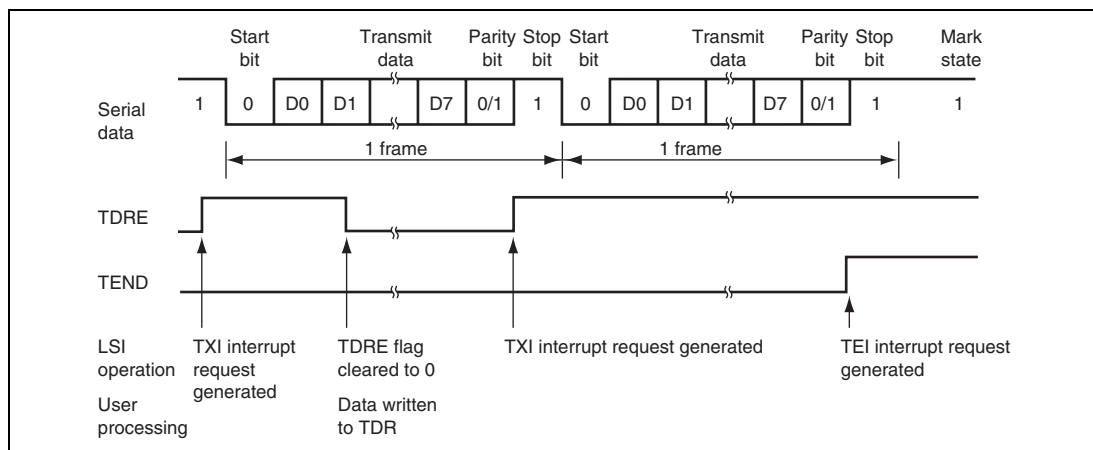 Start bit Transmit data Parity bit Stop bit Start bit Transmit data Parity bit Stop bit Mark state
Serial data
1 0 D0 D1 D7 0/1 1 0 D0 D1 D7 0/1 1 1
1 frame 1 frame
TDRE
TEND
LSI operation
TXI interrupt request generated
TDRE flag cleared to 0
TXI interrupt request generated
TEI interrupt request generated
User processing
Data written to TDR